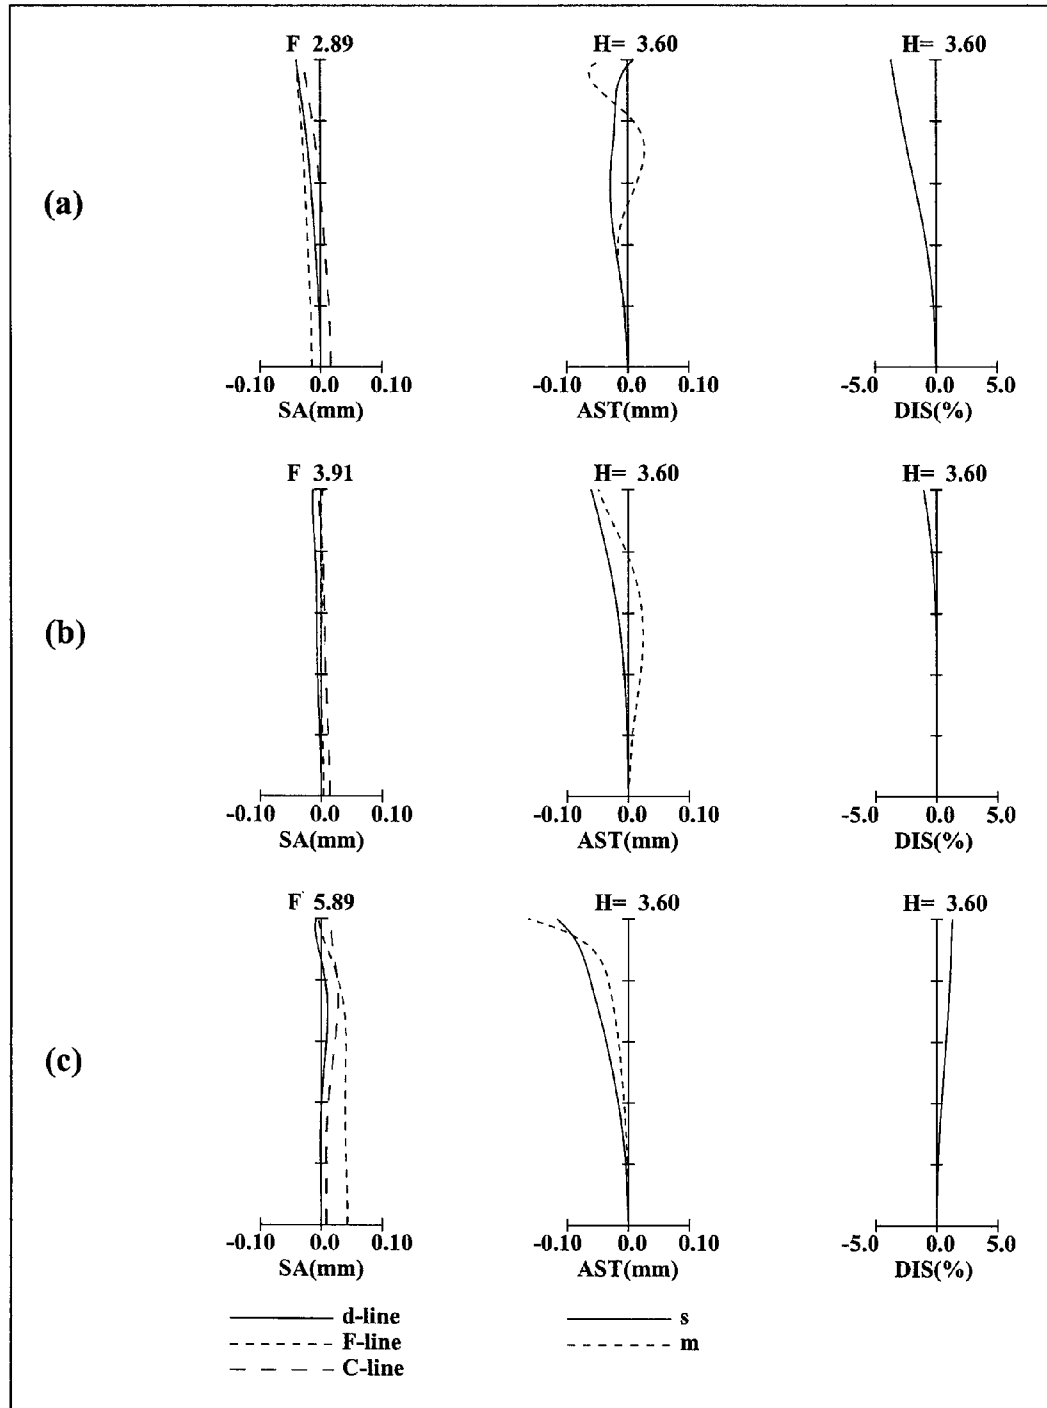 F 2.89 H= 3.60 H= 3.60
(a)
-0.10 0.0 0.10 -0.10 0.0 0.10 -5.0 0.0 5.0
SA(mm) AST(mm) DIS(%)
F 3.91 H= 3.60 H= 3.60
(b)
-0.10 0.0 0.10 -0.10 0.0 0.10 -5.0 0.0 5.0
SA(mm) AST(mm) DIS(%)
F 5.89 H= 3.60 H= 3.60
(c)
-0.10 0.0 0.10 -0.10 0.0 0.10 -5.0 0.0 5.0
SA(mm) AST(mm) DIS(%)
d-line s
F-line m
C-line